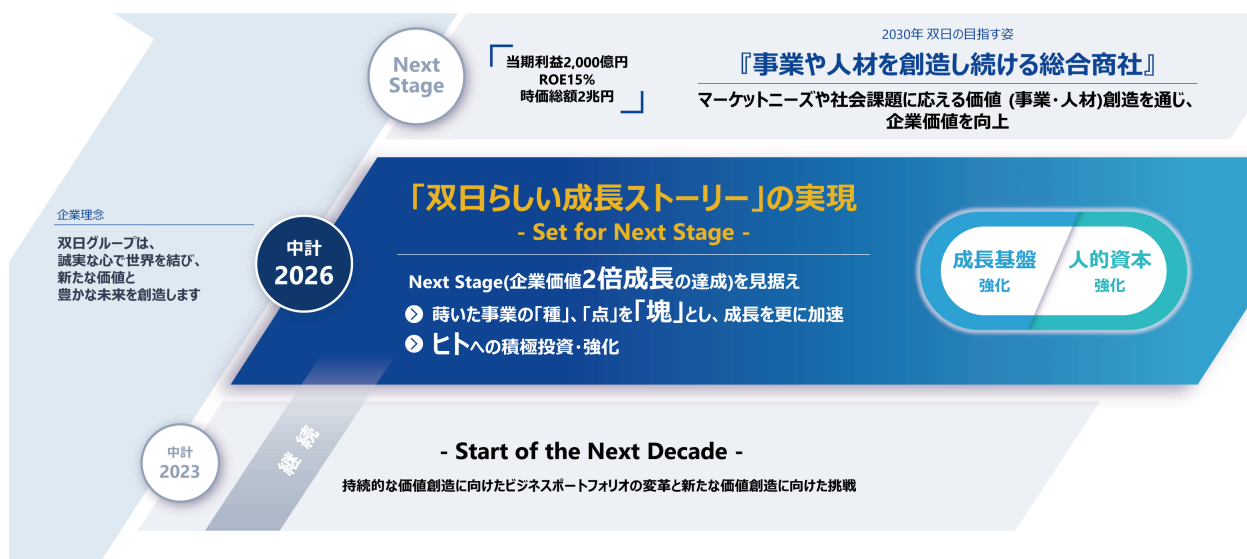 Next
Stage
当期利益2,000億円
ROE15%
時価総額2兆円
2030年 双日の目指す姿
『事業や人材を創造し続ける総合商社』
マーケットニーズや社会課題に応える価値 (事業・人材)創造を通じ、
企業価値を向上
企業理念
双日グループは、
誠実な心で世界を結び、
新たな価値と
豊かな未来を創造します
中計
2026
「双日らしい成長ストーリー」の実現
- Set for Next Stage -
Next Stage(企業価値2倍成長の達成)を見据え
蒔いた事業の「種」、「点」を「塊」とし、成長を更に加速
ヒトへの積極投資・強化
成長基盤
強化
人的資本
強化
中計
2023
継続
- Start of the Next Decade -
持続的な価値創造に向けたビジネスポートフォリオの変革と新たな価値創造に向けた挑戦